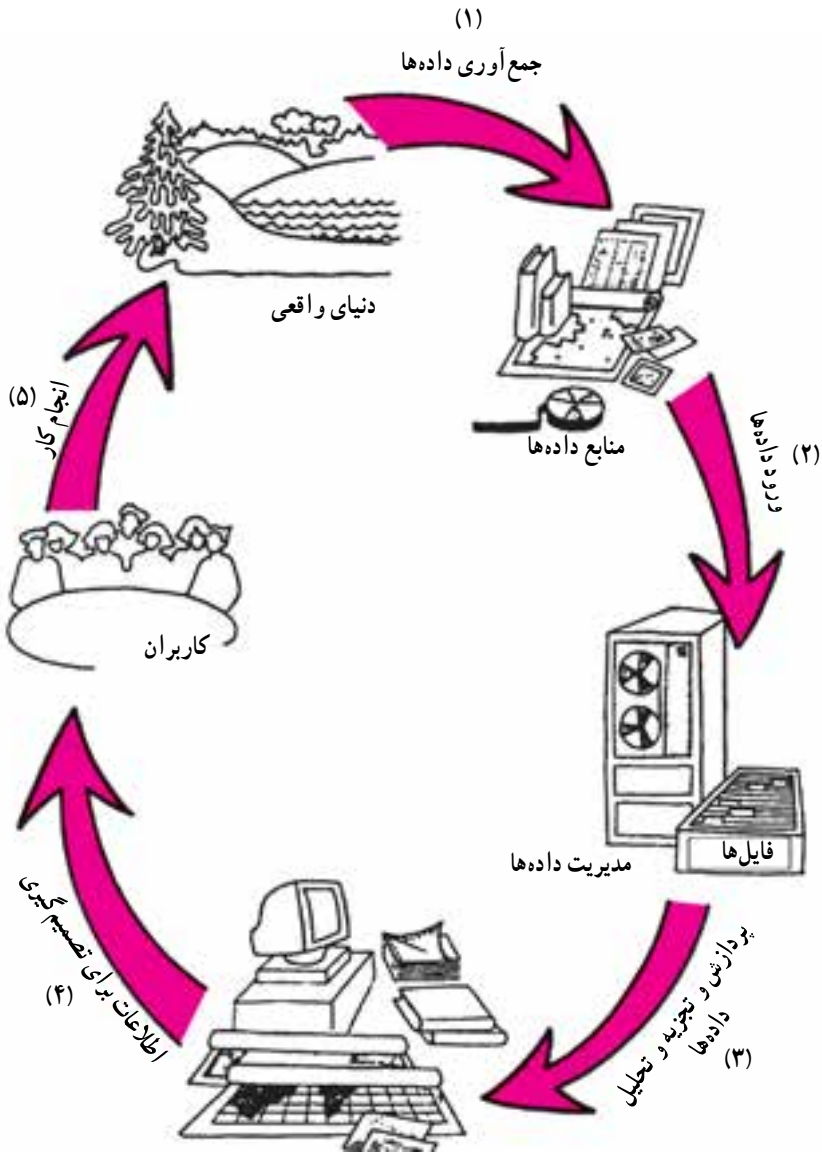 (۱)
جمع‌آوری داده‌ها
دنیای واقعی
منابع داده‌ها
(۲)
ورود داده‌ها
فایل‌ها
مدیریت داده‌ها
پردازش و تجزیه و تحلیل
داده‌ها
(۳)
اطلاعات برای تصمیم‌گیری
(۴)
کاربران
(۵)
انجام کار